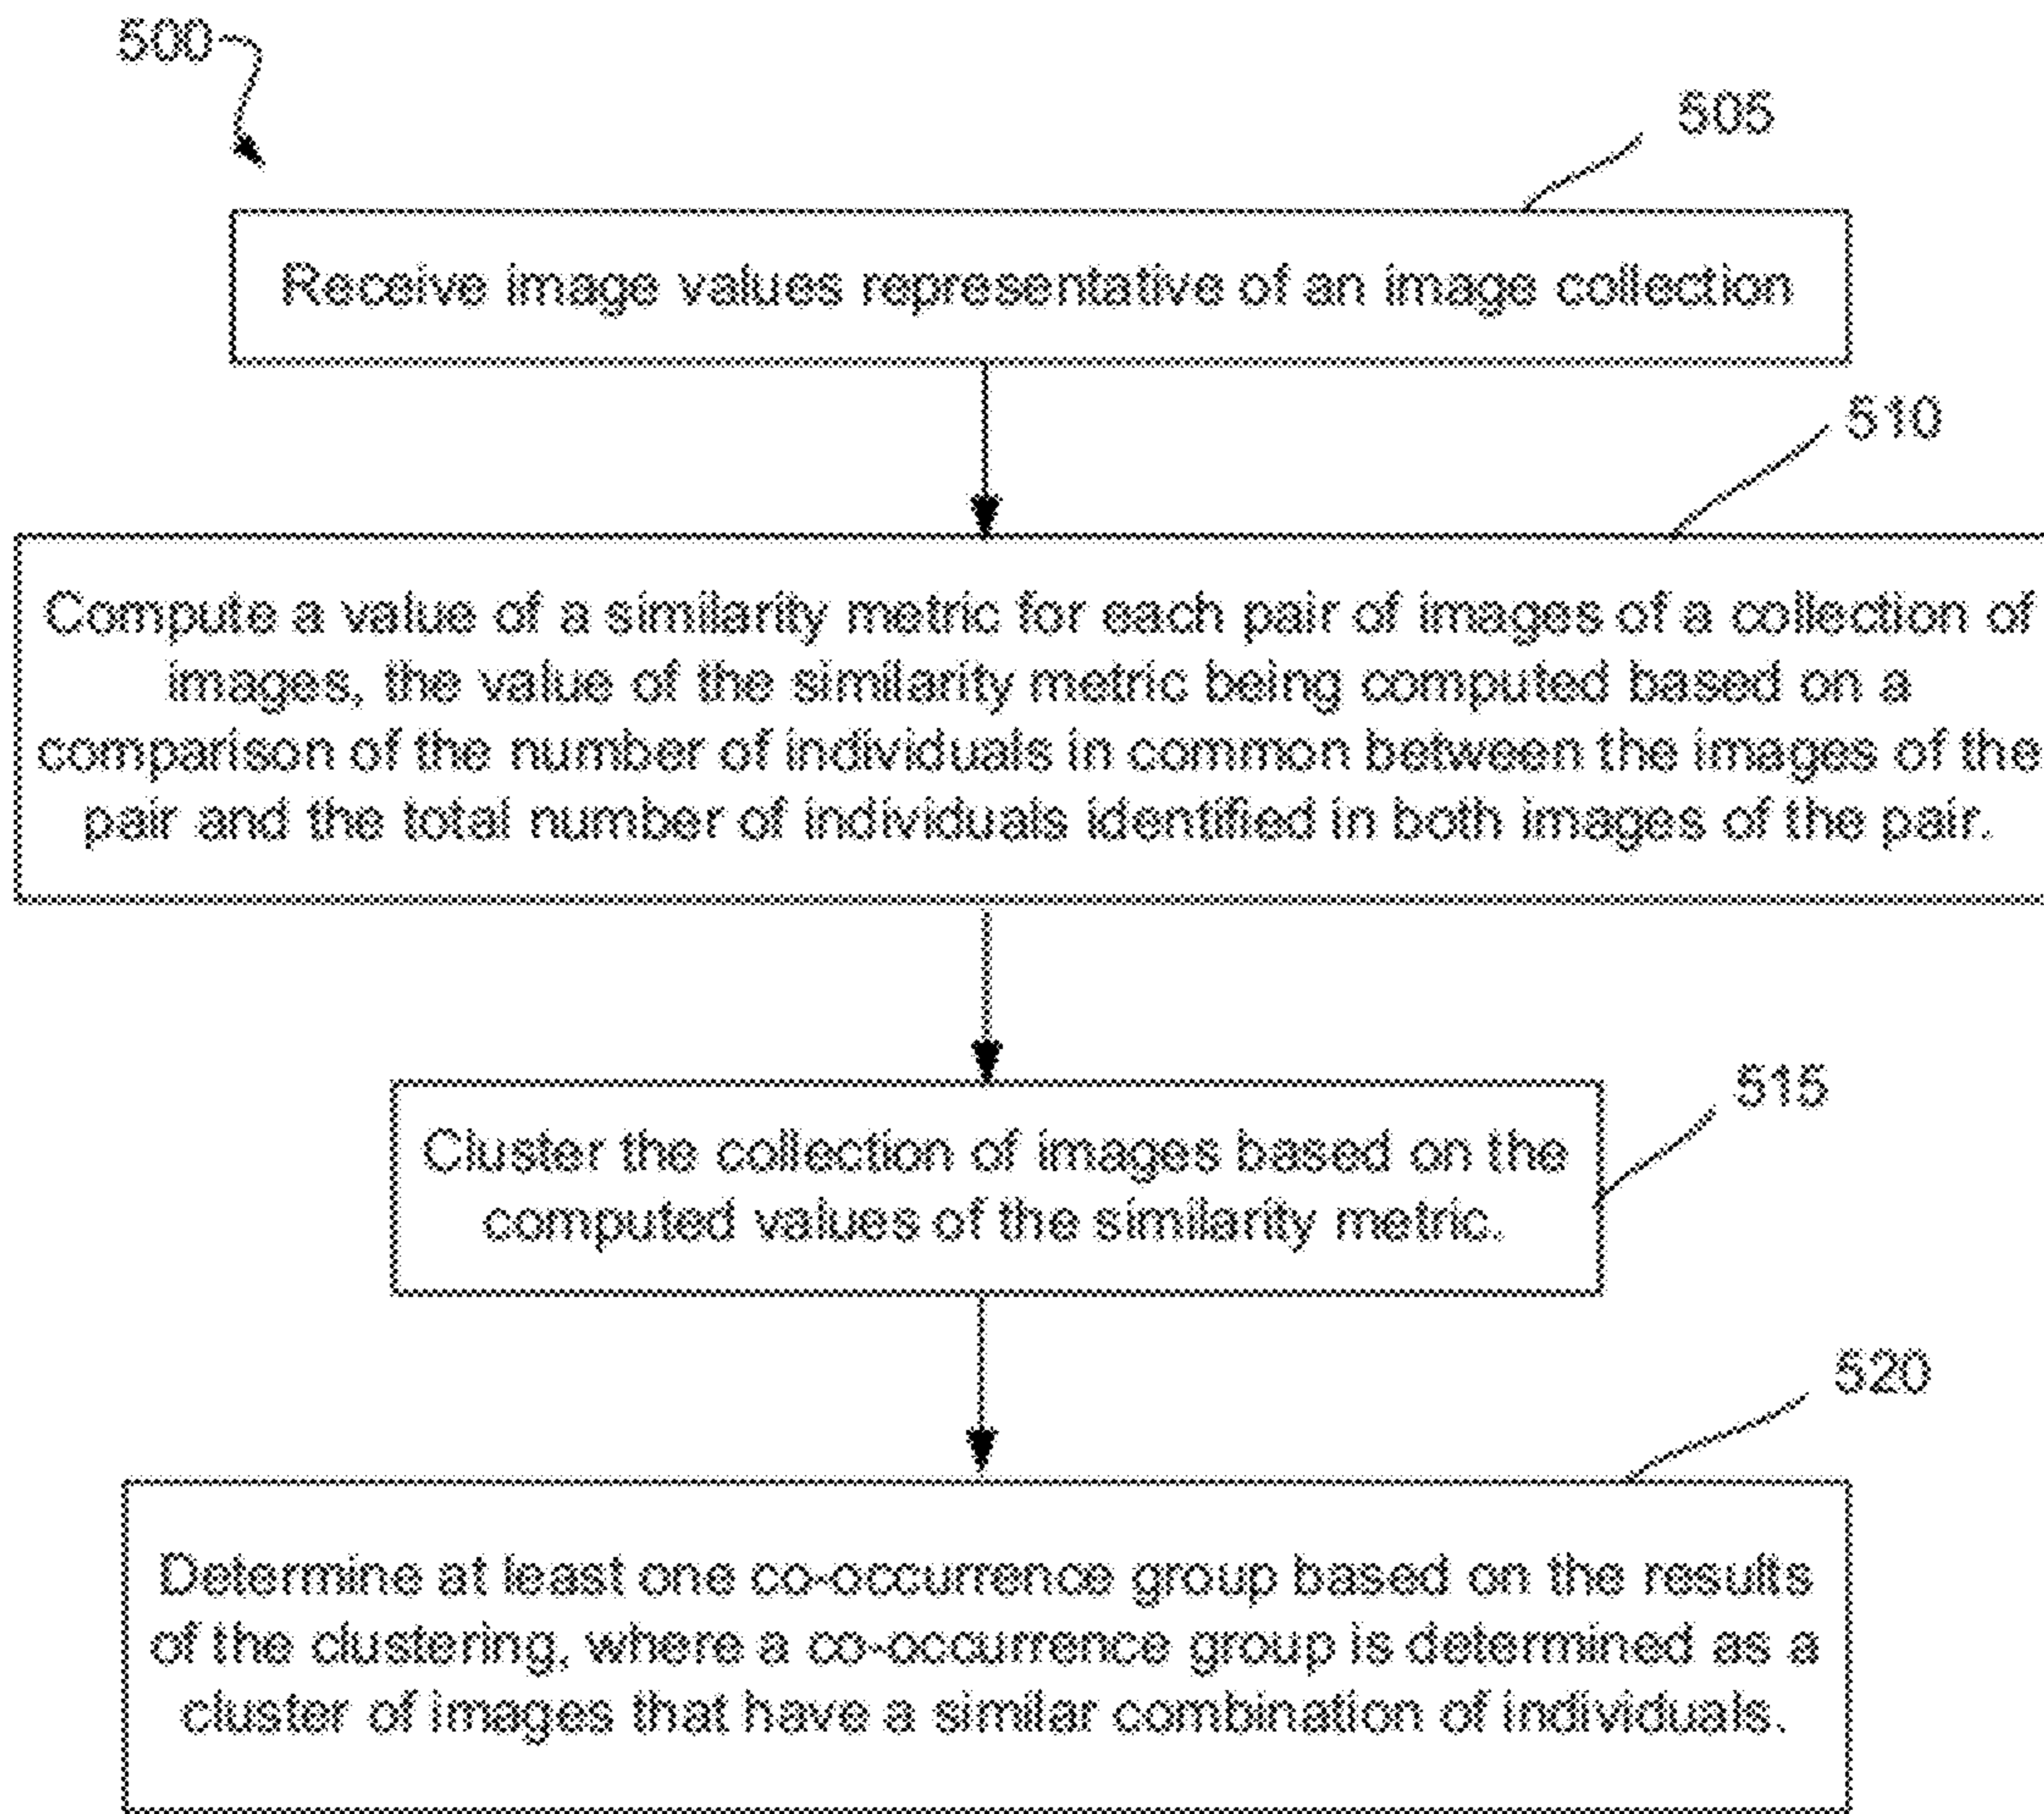 500
505
Receive image values representative of an image collection
510
Compute a value of a similarity metric for each pair of images of a collection of
images, the value of the similarity metric being computed based on a
comparison of the number of individuals in common between the images of the
pair and the total number of individuals identified in both images of the pair.
515
Cluster the collection of images based on the
computed values of the similarity metric.
520
Determine at least one co-occurrence group based on the results
of the clustering, where a co-occurrence group is determined as a
cluster of images that have a similar combination of individuals.